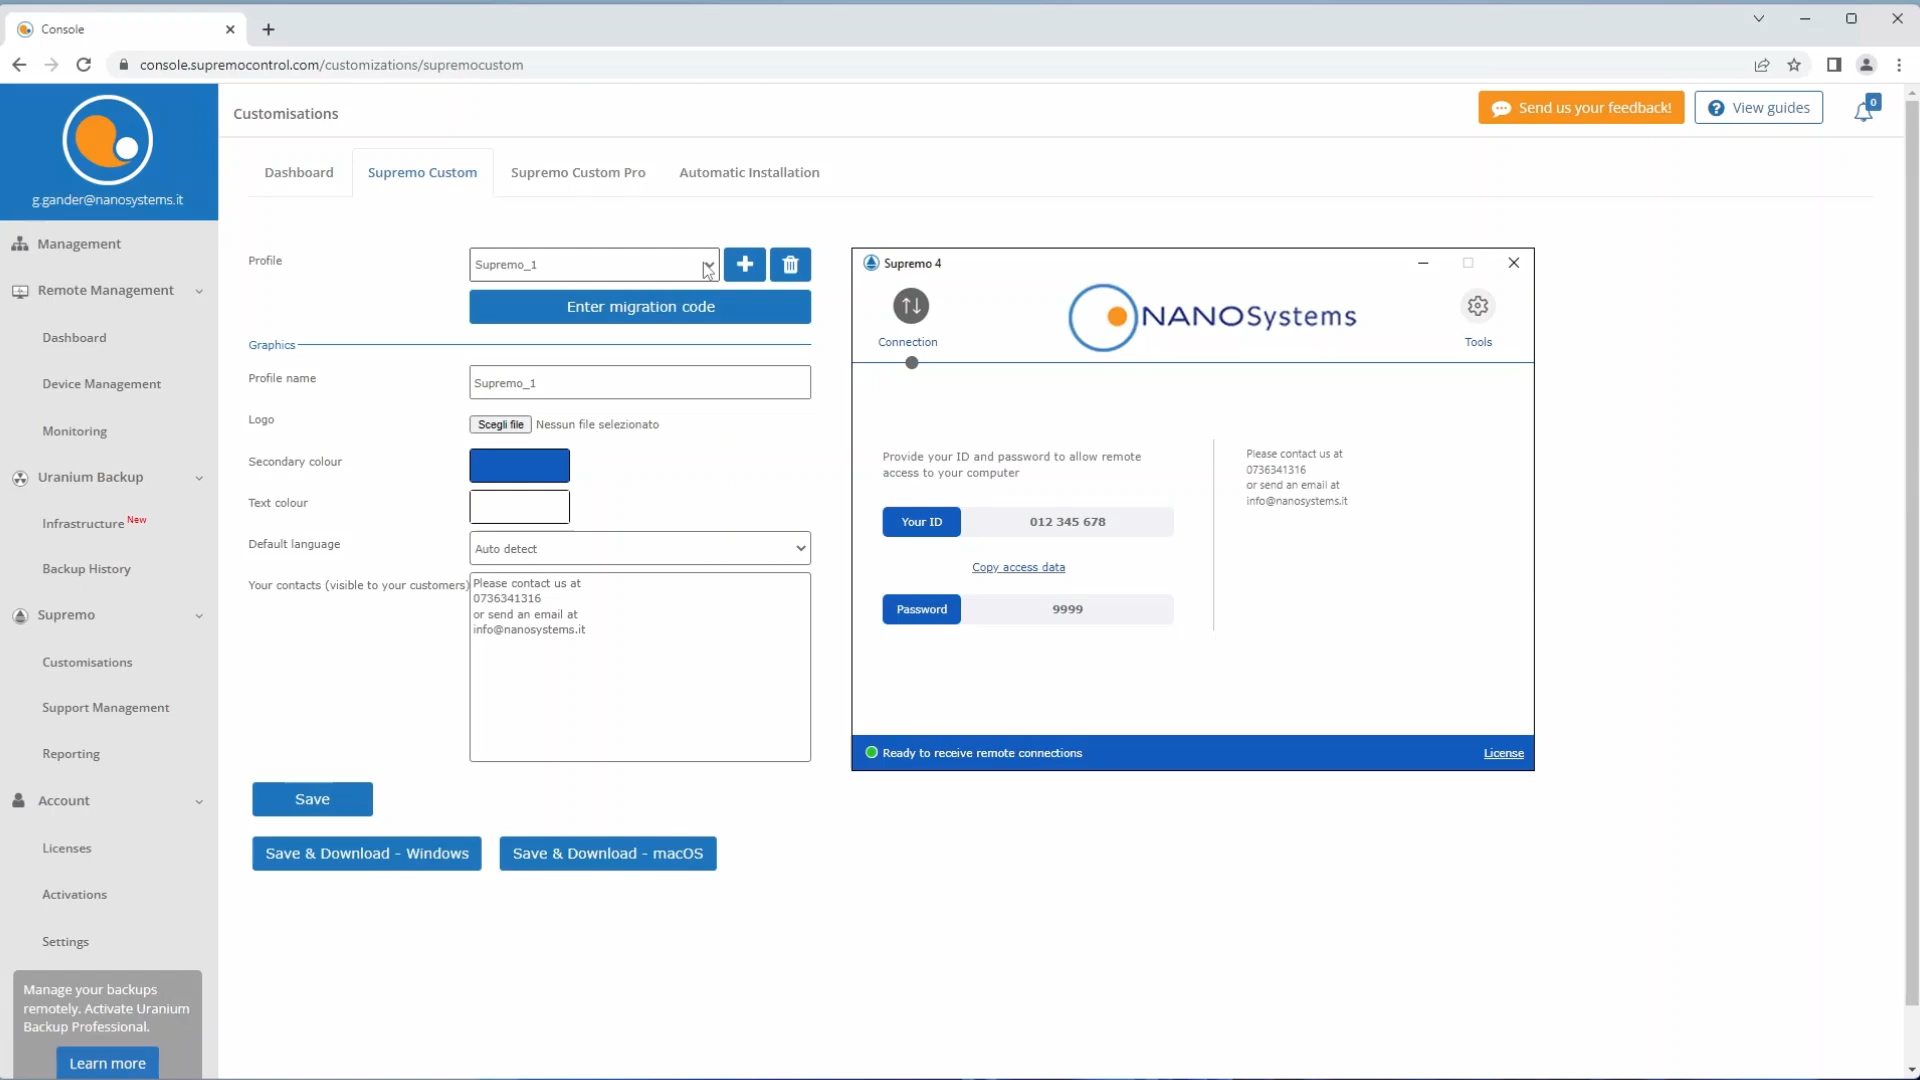 Console
console.supremocontrol.com/customizations/supremocustom
g.gander@nanosystems.it
Customisations
Send us your feedback!
View guides
0
Dashboard
Supremo Custom
Supremo Custom Pro
Automatic Installation
Management
Remote Management
Dashboard
Device Management
Monitoring
Uranium Backup
Infrastructure New
Backup History
Supremo
Customisations
Support Management
Reporting
Account
Licenses
Activations
Settings
Manage your backups
remotely. Activate Uranium
Backup Professional.
Learn more
Profile
Supremo_1
Enter migration code
Graphics
Profile name
Supremo_1
Logo
Scegli file Nessun file selezionato
Secondary colour
Text colour
Default language
Auto detect
Your contacts (visible to your customers)
Please contact us at
0736341316
or send an email at
info@nanosystems.it
Save
Save & Download - Windows
Save & Download - macOS
Supremo 4
Connection
NANOSystems
Tools
Provide your ID and password to allow remote
access to your computer
Your ID
012 345 678
Copy access data
Password
9999
Please contact us at
0736341316
or send an email at
info@nanosystems.it
Ready to receive remote connections
License